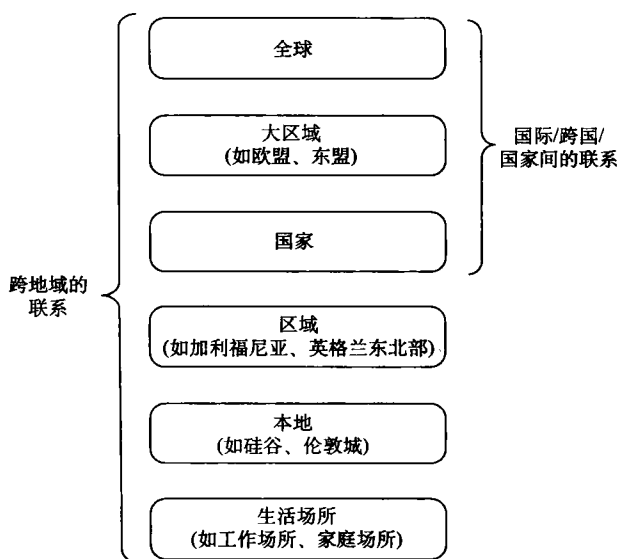 全球
大区域
(如欧盟、东盟)
国际/跨国/
国家间的联系
国家
跨地域的
联系
区域
(如加利福尼亚、英格兰东北部)
本地
(如硅谷、伦敦城)
生活场所
(如工作场所、家庭场所)